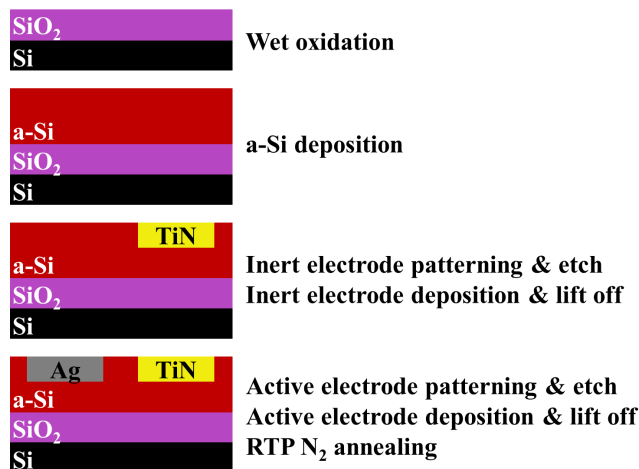 SiO₂
Si
Wet oxidation
a-Si
SiO₂
Si
a-Si deposition
TiN
a-Si
SiO₂
Si
Inert electrode patterning & etch
Inert electrode deposition & lift off
Ag
TiN
a-Si
SiO₂
Si
Active electrode patterning & etch
Active electrode deposition & lift off
RTP N₂ annealing